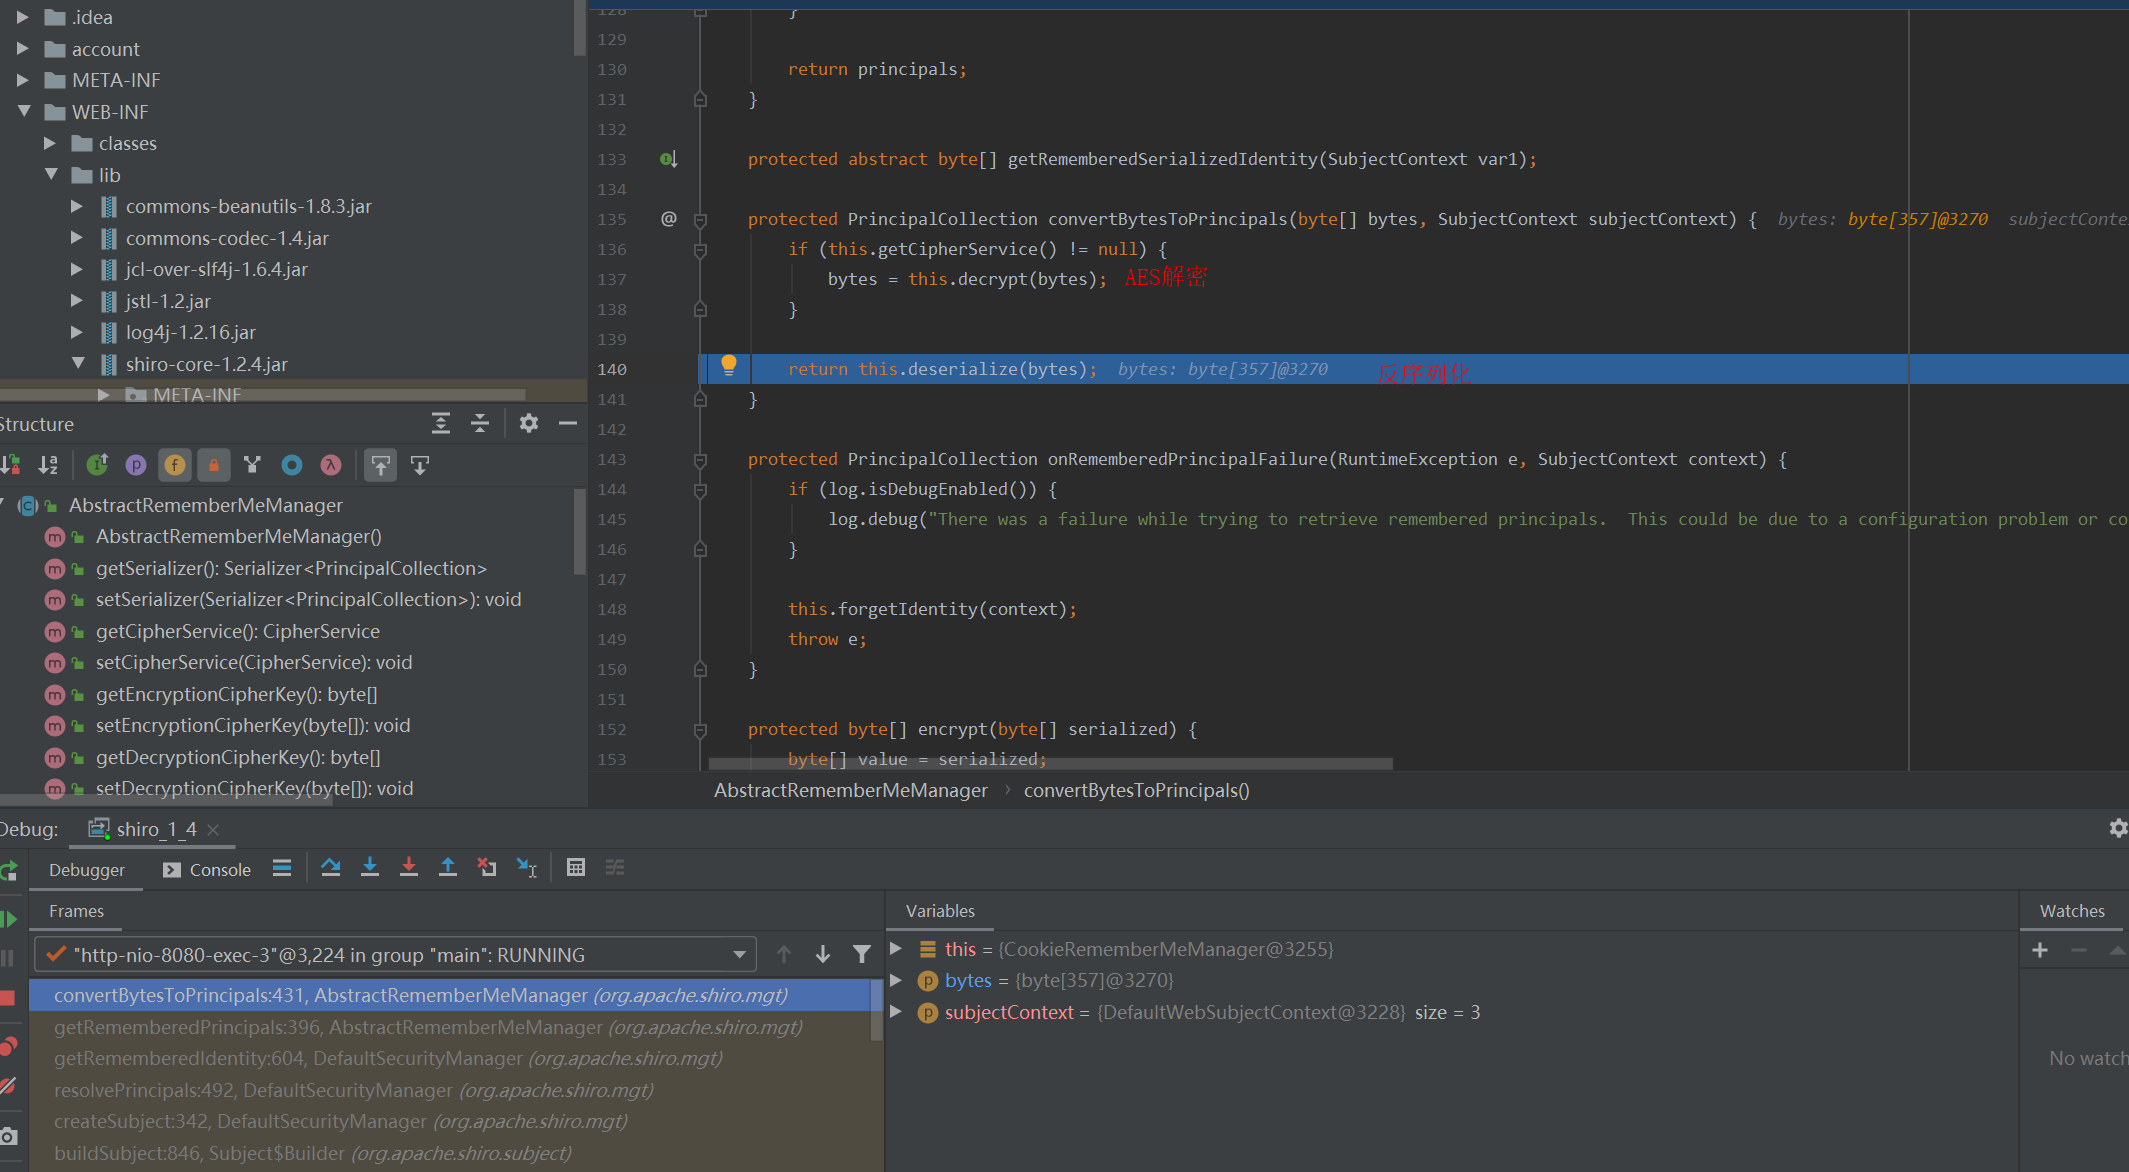 .idea
account
META-INF
WEB-INF
classes
lib
commons-beanutils-1.8.3.jar
commons-codec-1.4.jar
jcl-over-slf4j-1.6.4.jar
jstl-1.2.jar
log4j-1.2.16.jar
shiro-core-1.2.4.jar
META-INF
Structure
AbstractRememberMeManager
AbstractRememberMeManager()
getSerializer(): Serializer<PrincipalCollection>
setSerializer(Serializer<PrincipalCollection>): void
getCipherService(): CipherService
setCipherService(CipherService): void
getEncryptionCipherKey(): byte[]
setEncryptionCipherKey(byte[]): void
getDecryptionCipherKey(): byte[]
setDecryptionCipherKey(byte[]): void
128 }
129
130 return principals;
131 }
132
133 protected abstract byte[] getRememberedSerializedIdentity(SubjectContext var1);
134
135 @ protected PrincipalCollection convertBytesToPrincipals(byte[] bytes, SubjectContext subjectContext) { bytes: byte[357]@3270 subjectConte
136 if (this.getCipherService() != null) {
137 bytes = this.decrypt(bytes); AES解密
138 }
139
140 return this.deserialize(bytes); bytes: byte[357]@3270 反序列化
141 }
142
143 protected PrincipalCollection onRememberedPrincipalFailure(RuntimeException e, SubjectContext context) {
144 if (log.isDebugEnabled()) {
145 log.debug("There was a failure while trying to retrieve remembered principals.  This could be due to a configuration problem or co
146 }
147
148 this.forgetIdentity(context);
149 throw e;
150 }
151
152 protected byte[] encrypt(byte[] serialized) {
153 byte[] value = serialized;
AbstractRememberMeManager › convertBytesToPrincipals()
Debug: shiro_1_4
Debugger Console
Frames
"http-nio-8080-exec-3"@3,224 in group "main": RUNNING
convertBytesToPrincipals:431, AbstractRememberMeManager (org.apache.shiro.mgt)
getRememberedPrincipals:396, AbstractRememberMeManager (org.apache.shiro.mgt)
getRememberedIdentity:604, DefaultSecurityManager (org.apache.shiro.mgt)
resolvePrincipals:492, DefaultSecurityManager (org.apache.shiro.mgt)
createSubject:342, DefaultSecurityManager (org.apache.shiro.mgt)
buildSubject:846, Subject$Builder (org.apache.shiro.subject)
Variables
this = {CookieRememberMeManager@3255}
bytes = {byte[357]@3270}
subjectContext = {DefaultWebSubjectContext@3228} size = 3
Watches
No watch